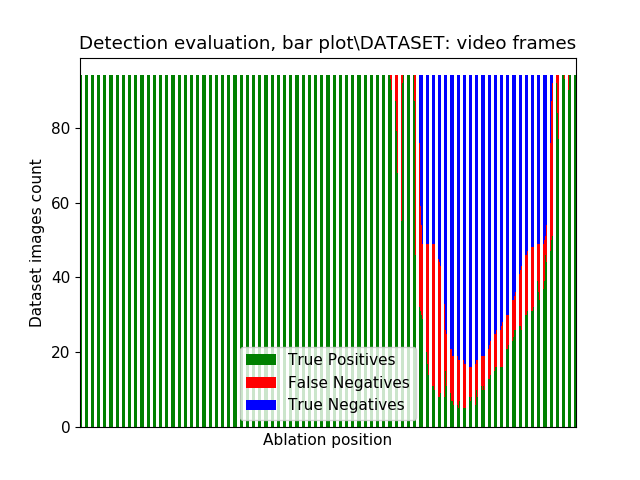 Detection evaluation, bar plot\DATASET: video frames
Dataset images count
80
60
40
20
0
True Positives
False Negatives
True Negatives
Ablation position